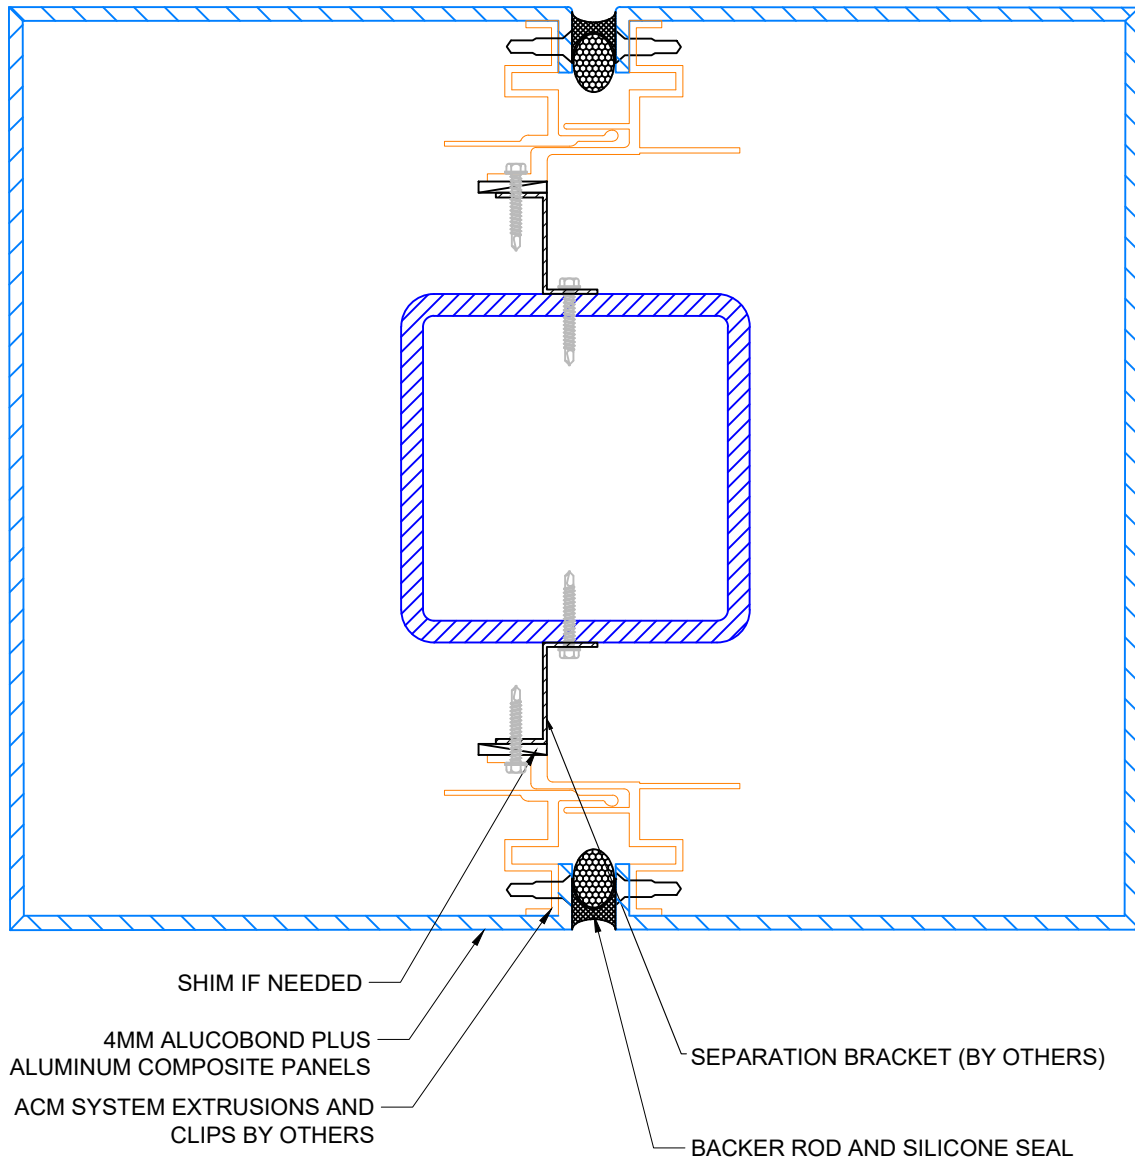 SHIM IF NEEDED
4MM ALUCOBOND PLUS
ALUMINUM COMPOSITE PANELS
ACM SYSTEM EXTRUSIONS AND
CLIPS BY OTHERS
SEPARATION BRACKET (BY OTHERS)
BACKER ROD AND SILICONE SEAL